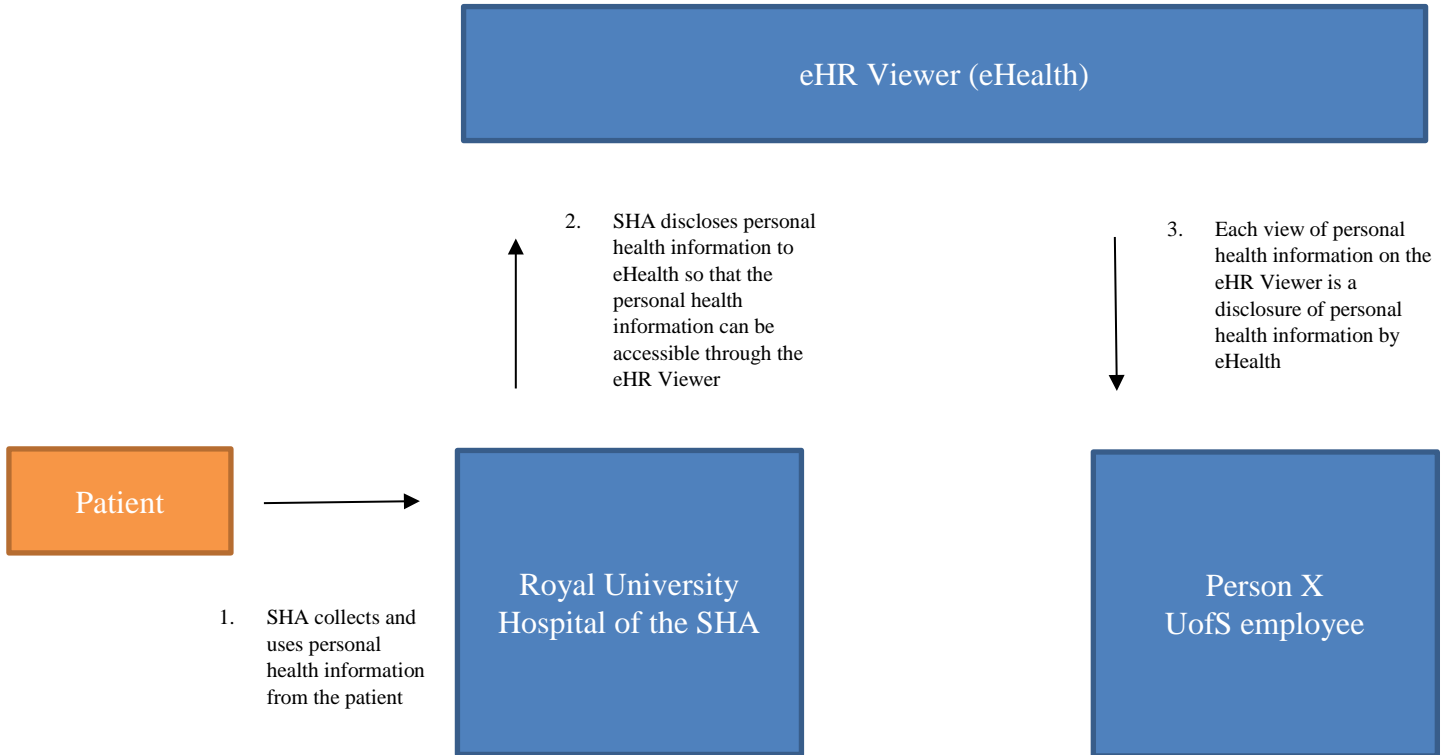 eHR Viewer (eHealth)
2. SHA discloses personal
health information to
eHealth so that the
personal health
information can be
accessible through the
eHR Viewer
3. Each view of personal
health information on the
eHR Viewer is a
disclosure of personal
health information by
eHealth
Patient
Royal University
Hospital of the SHA
Person X
UofS employee
1. SHA collects and
uses personal
health information
from the patient